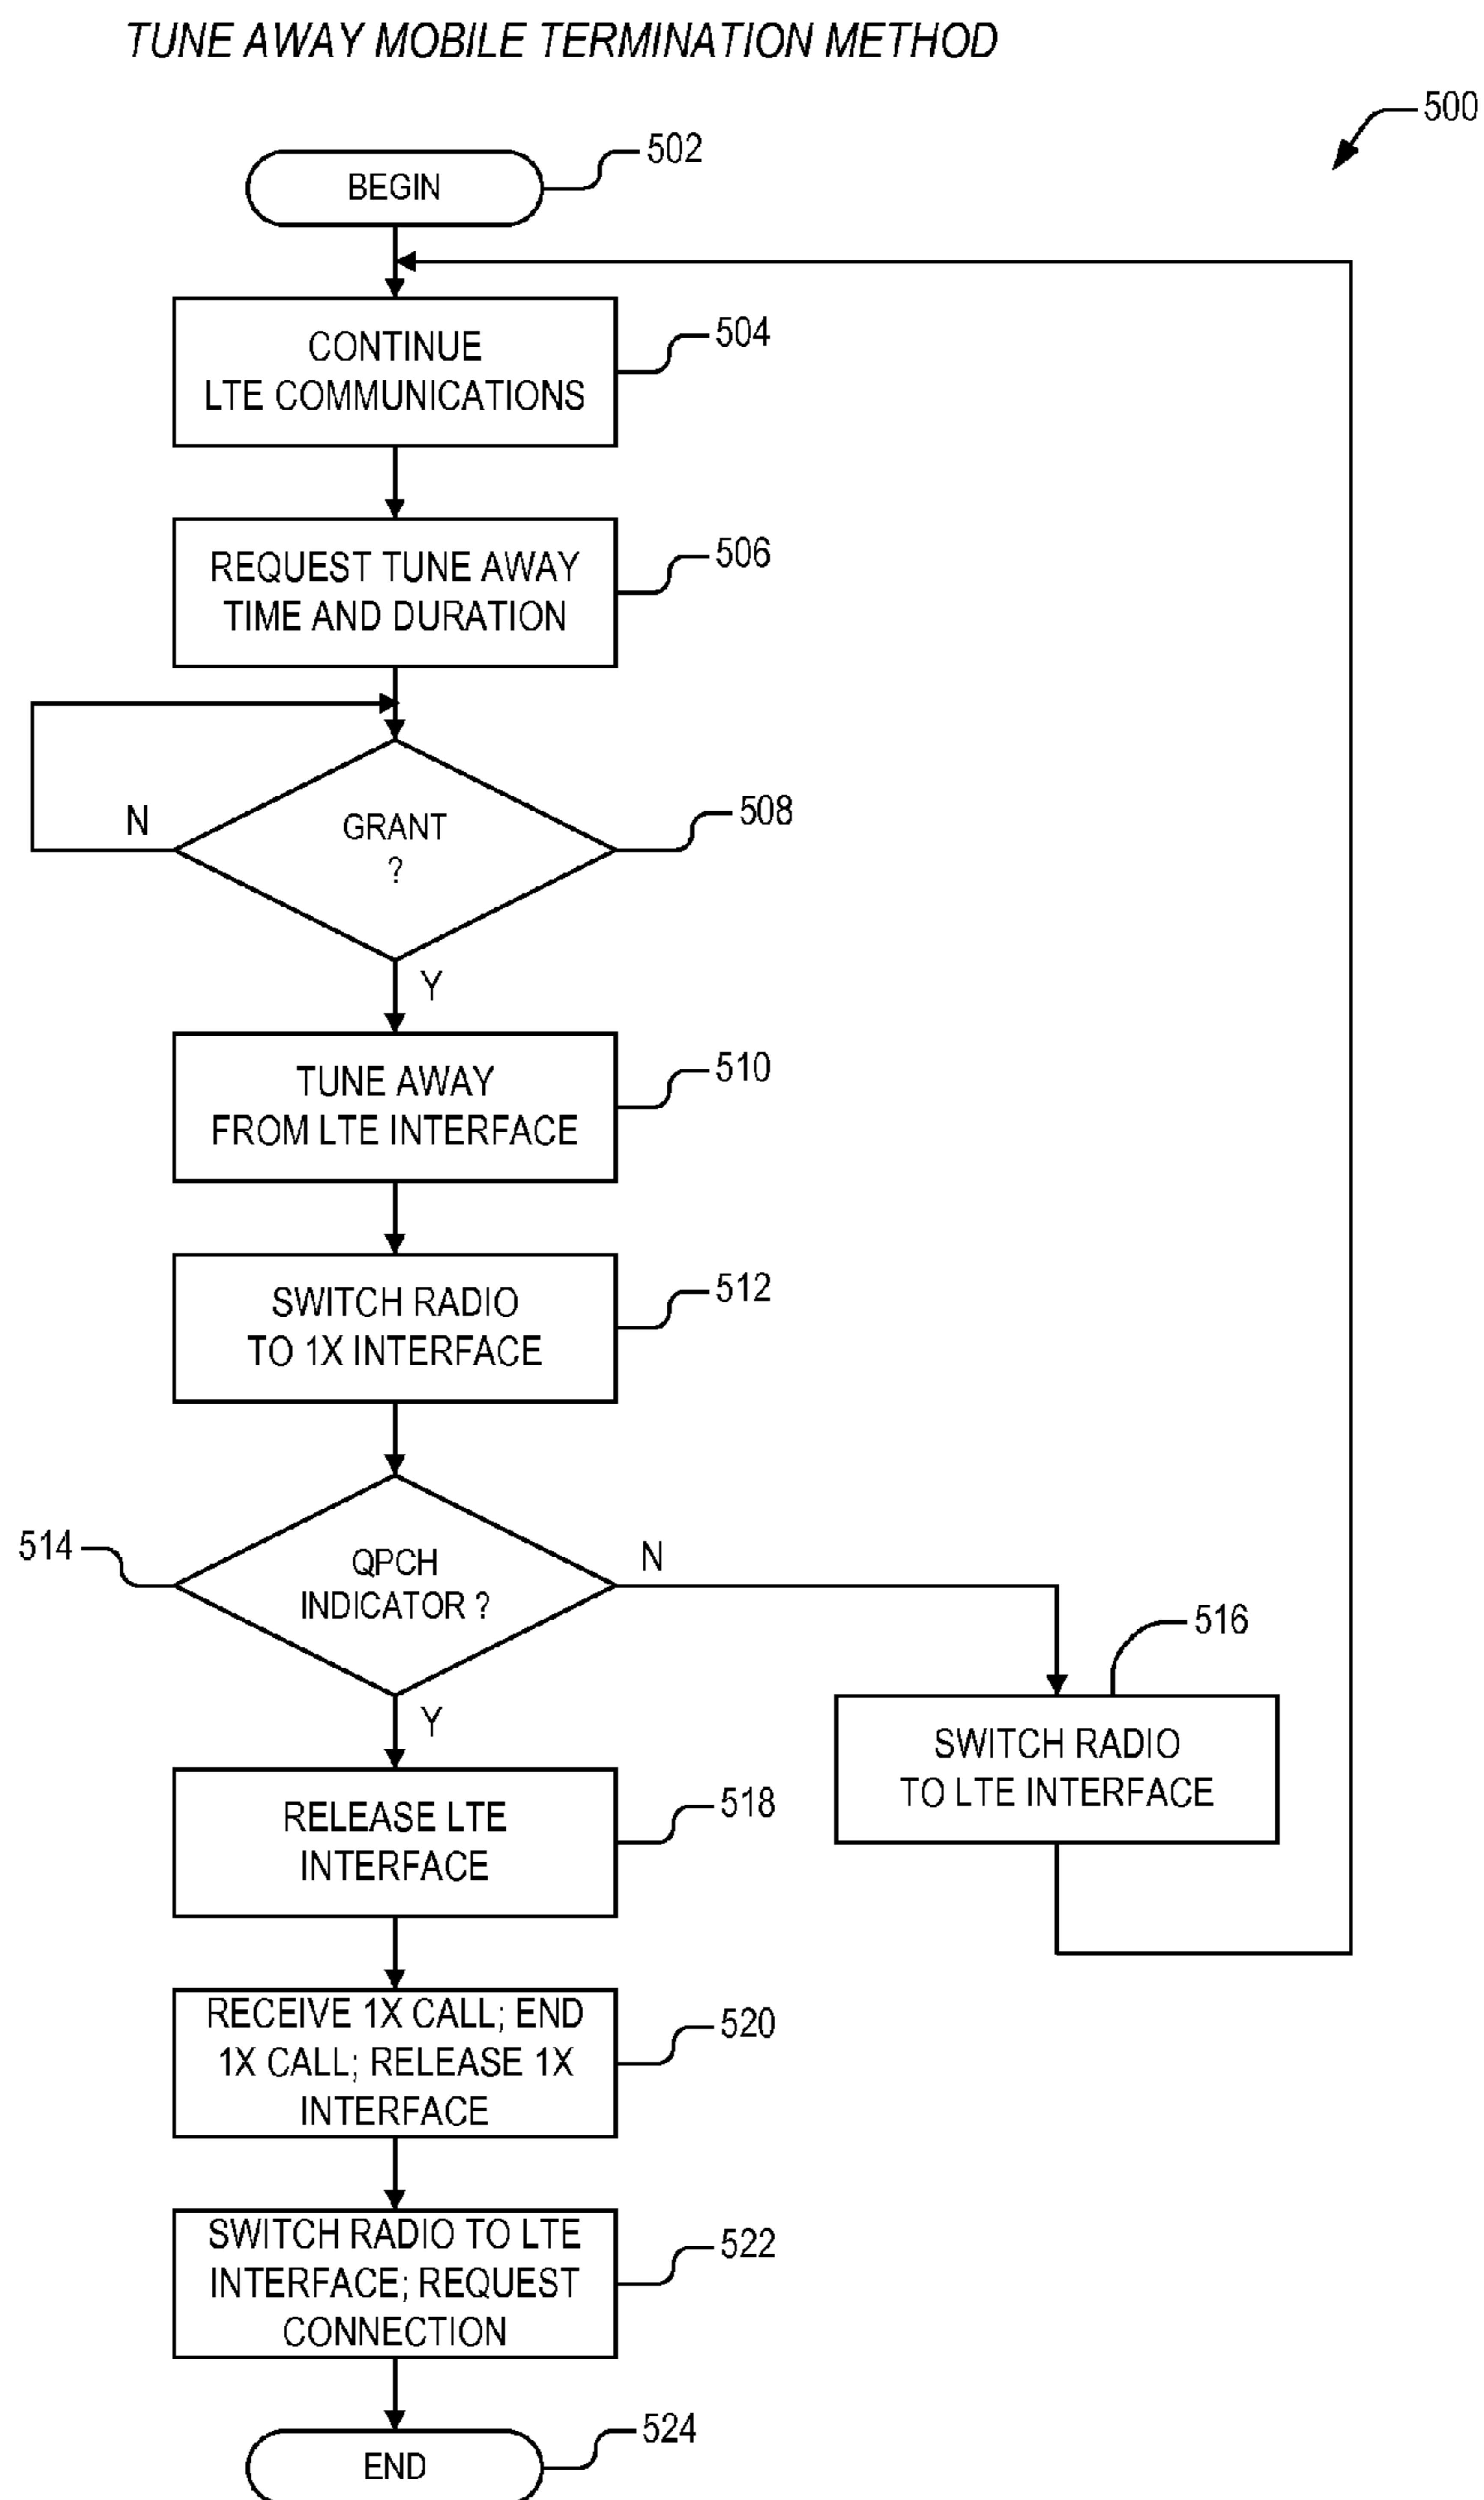 TUNE AWAY MOBILE TERMINATION METHOD
500
BEGIN
502
CONTINUE
LTE COMMUNICATIONS
504
REQUEST TUNE AWAY
TIME AND DURATION
506
N
GRANT
?
508
Y
TUNE AWAY
FROM LTE INTERFACE
510
SWITCH RADIO
TO 1X INTERFACE
512
514
QPCH
INDICATOR ?
N
516
Y
SWITCH RADIO
TO LTE INTERFACE
RELEASE LTE
INTERFACE
518
RECEIVE 1X CALL; END
1X CALL; RELEASE 1X
INTERFACE
520
SWITCH RADIO TO LTE
INTERFACE; REQUEST
CONNECTION
522
END
524